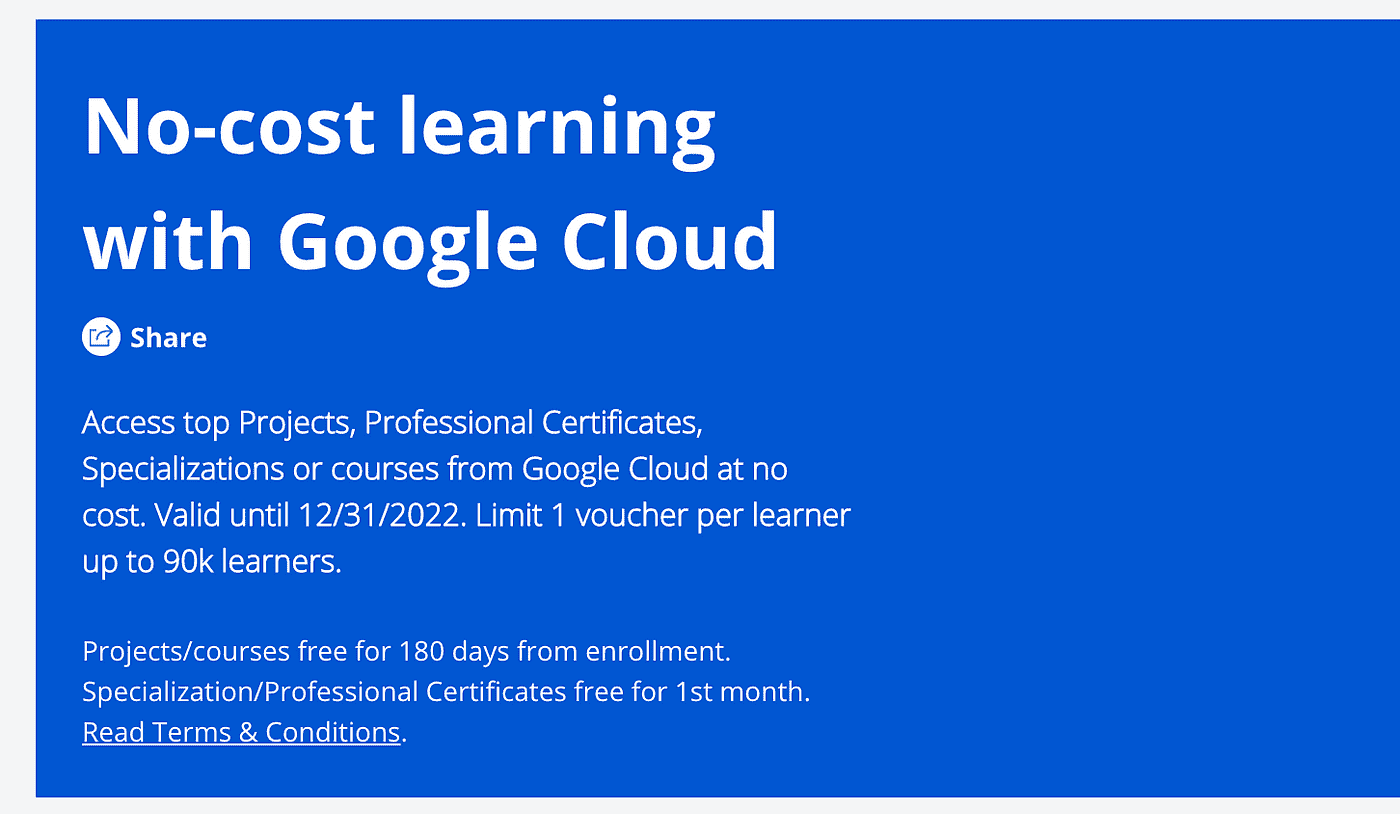 No-cost learning
with Google Cloud
Share
Access top Projects, Professional Certificates,
Specializations or courses from Google Cloud at no
cost. Valid until 12/31/2022. Limit 1 voucher per learner
up to 90k learners.
Projects/courses free for 180 days from enrollment.
Specialization/Professional Certificates free for 1st month.
Read Terms & Conditions.